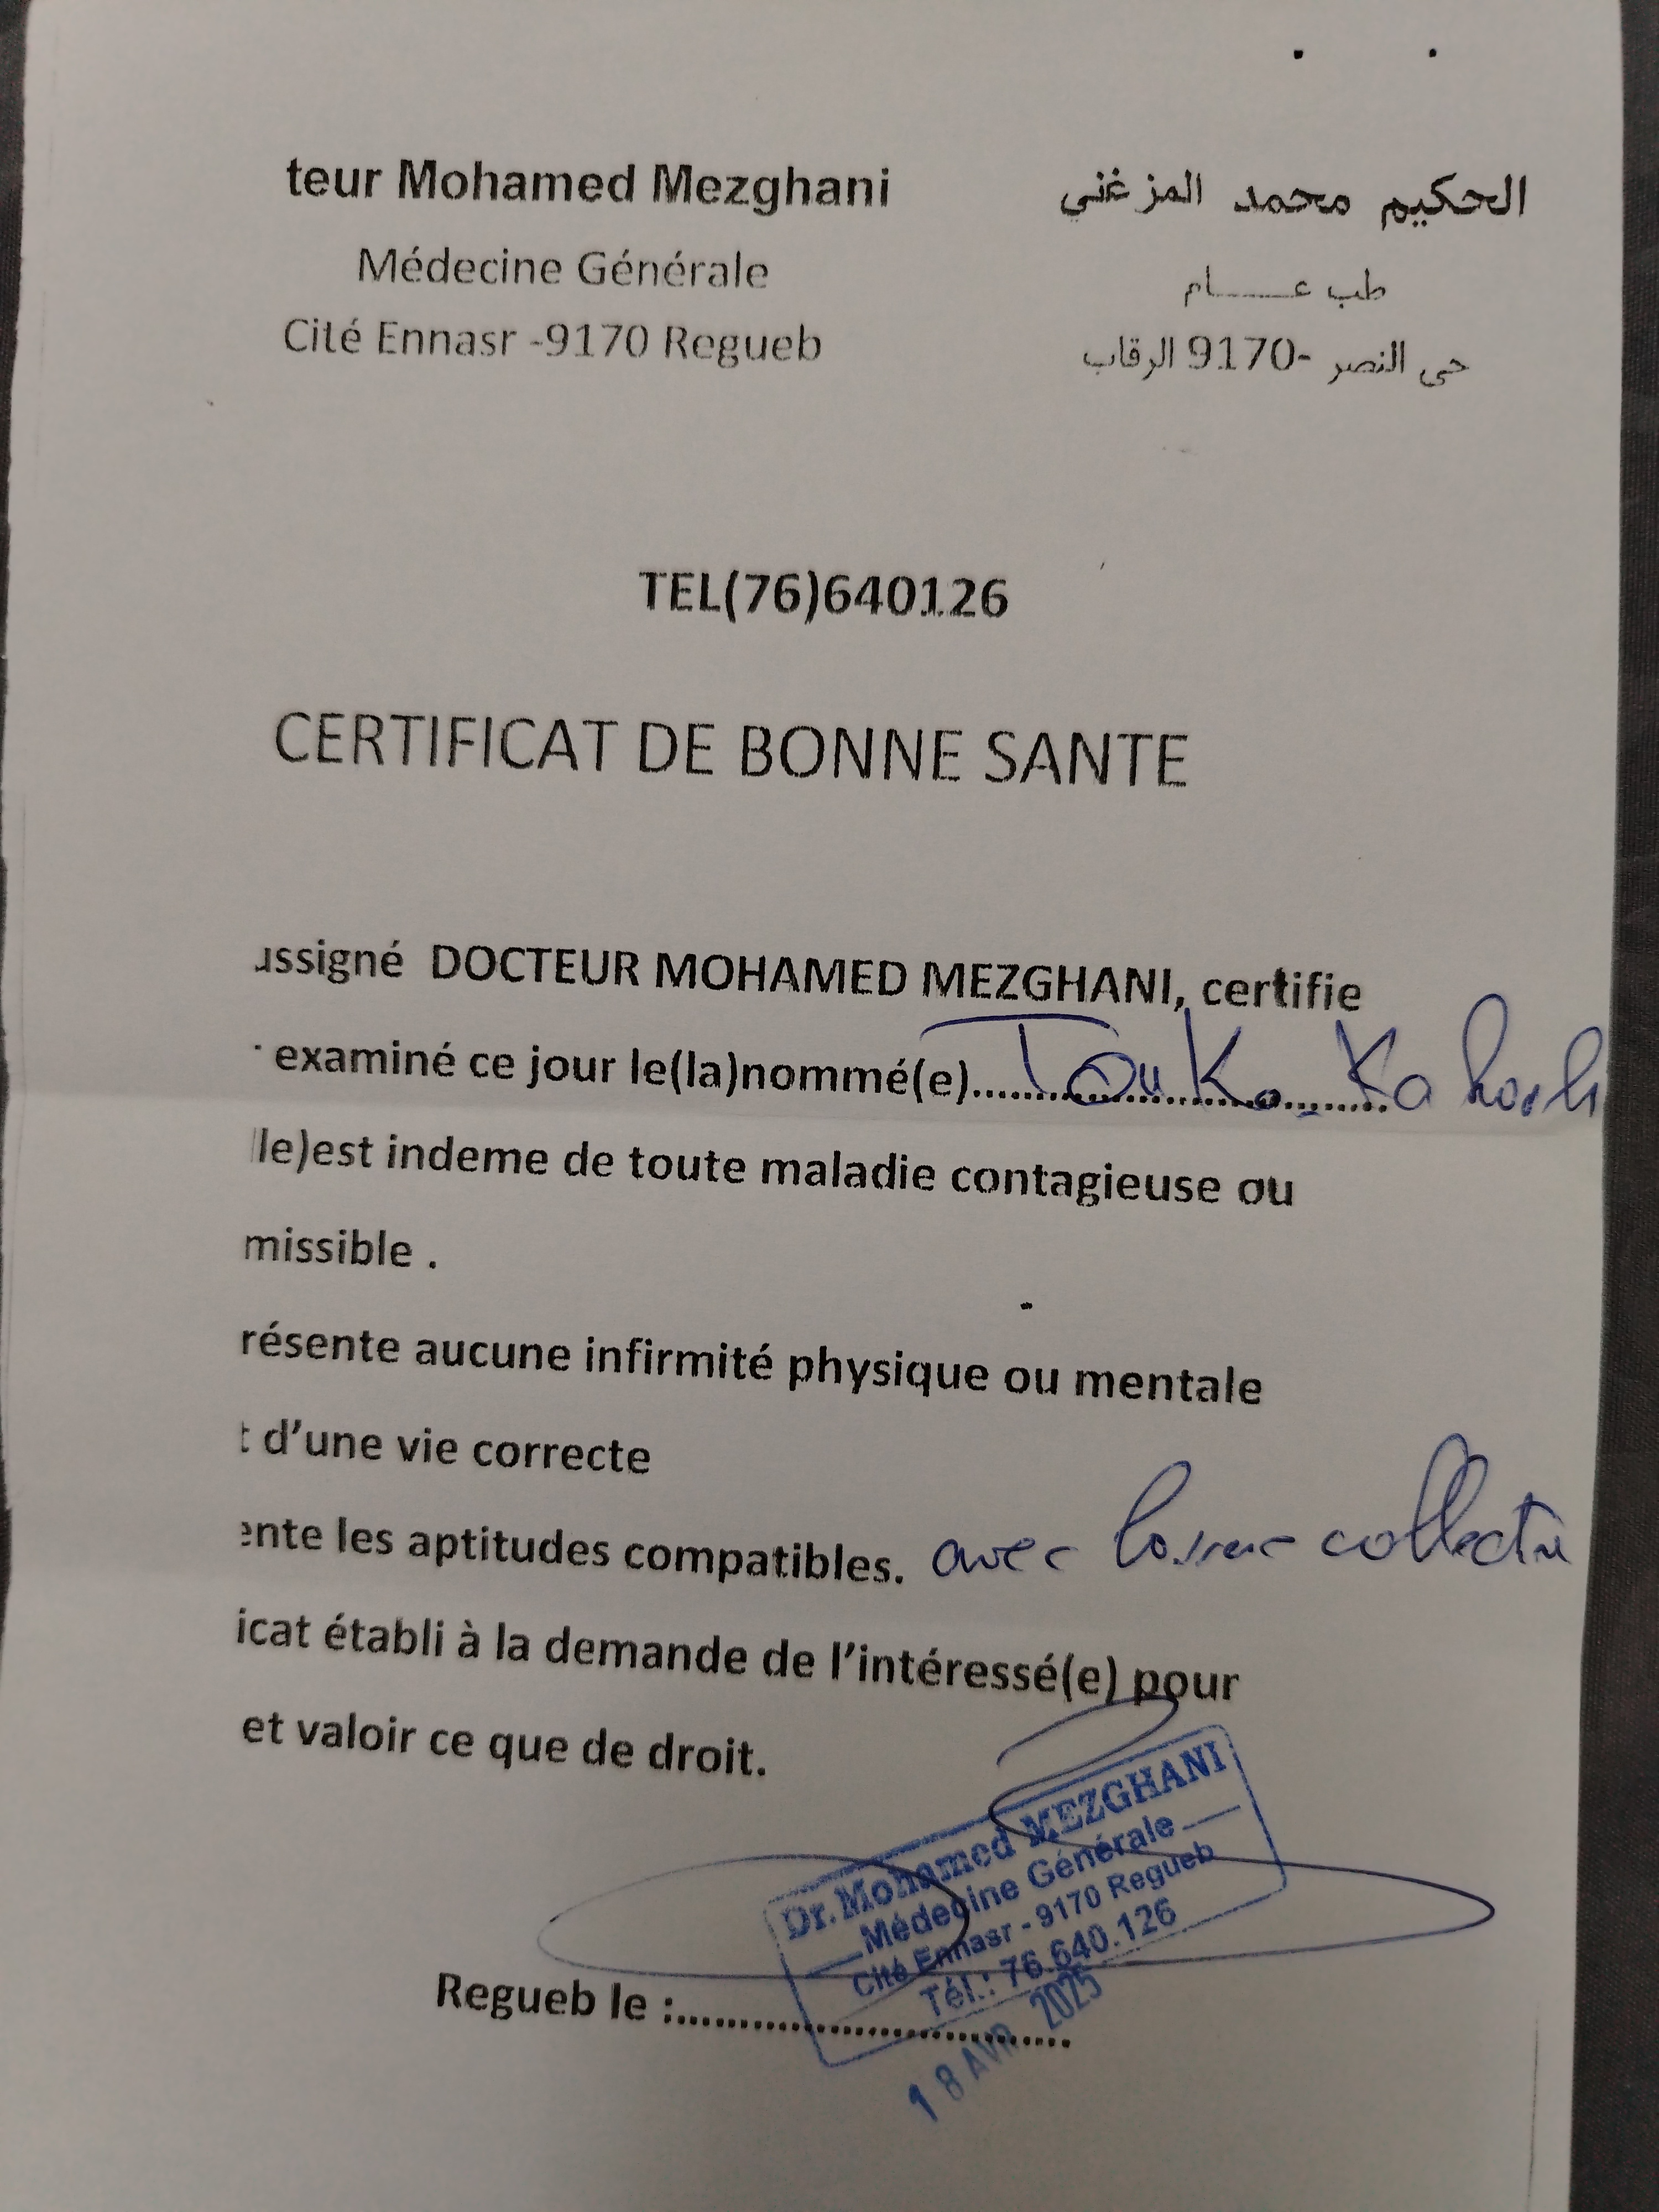 teur Mohamed Mezghani
Médecine Générale
Cité Ennasr -9170 Regueb
الحكيم محمد المزغني
طب عــــام
حي النصر -9170 الرقاب
TEL(76)640126
CERTIFICAT DE BONNE SANTE
ussigné DOCTEUR MOHAMED MEZGHANI, certifie
examiné ce jour le(la)nommé(e)..............................
le)est indeme de toute maladie contagieuse ou
missible .
résente aucune infirmité physique ou mentale
t d'une vie correcte
ente les aptitudes compatibles. avec collective
icat établi à la demande de l'intéressé(e) pour
et valoir ce que de droit.
Dr. Mohamed MEZGHANI
Médecine Générale
Cité Ennasr - 9170 Regueb
Tél.: 76.640.126
Regueb le :..............................
18 AVR 2025